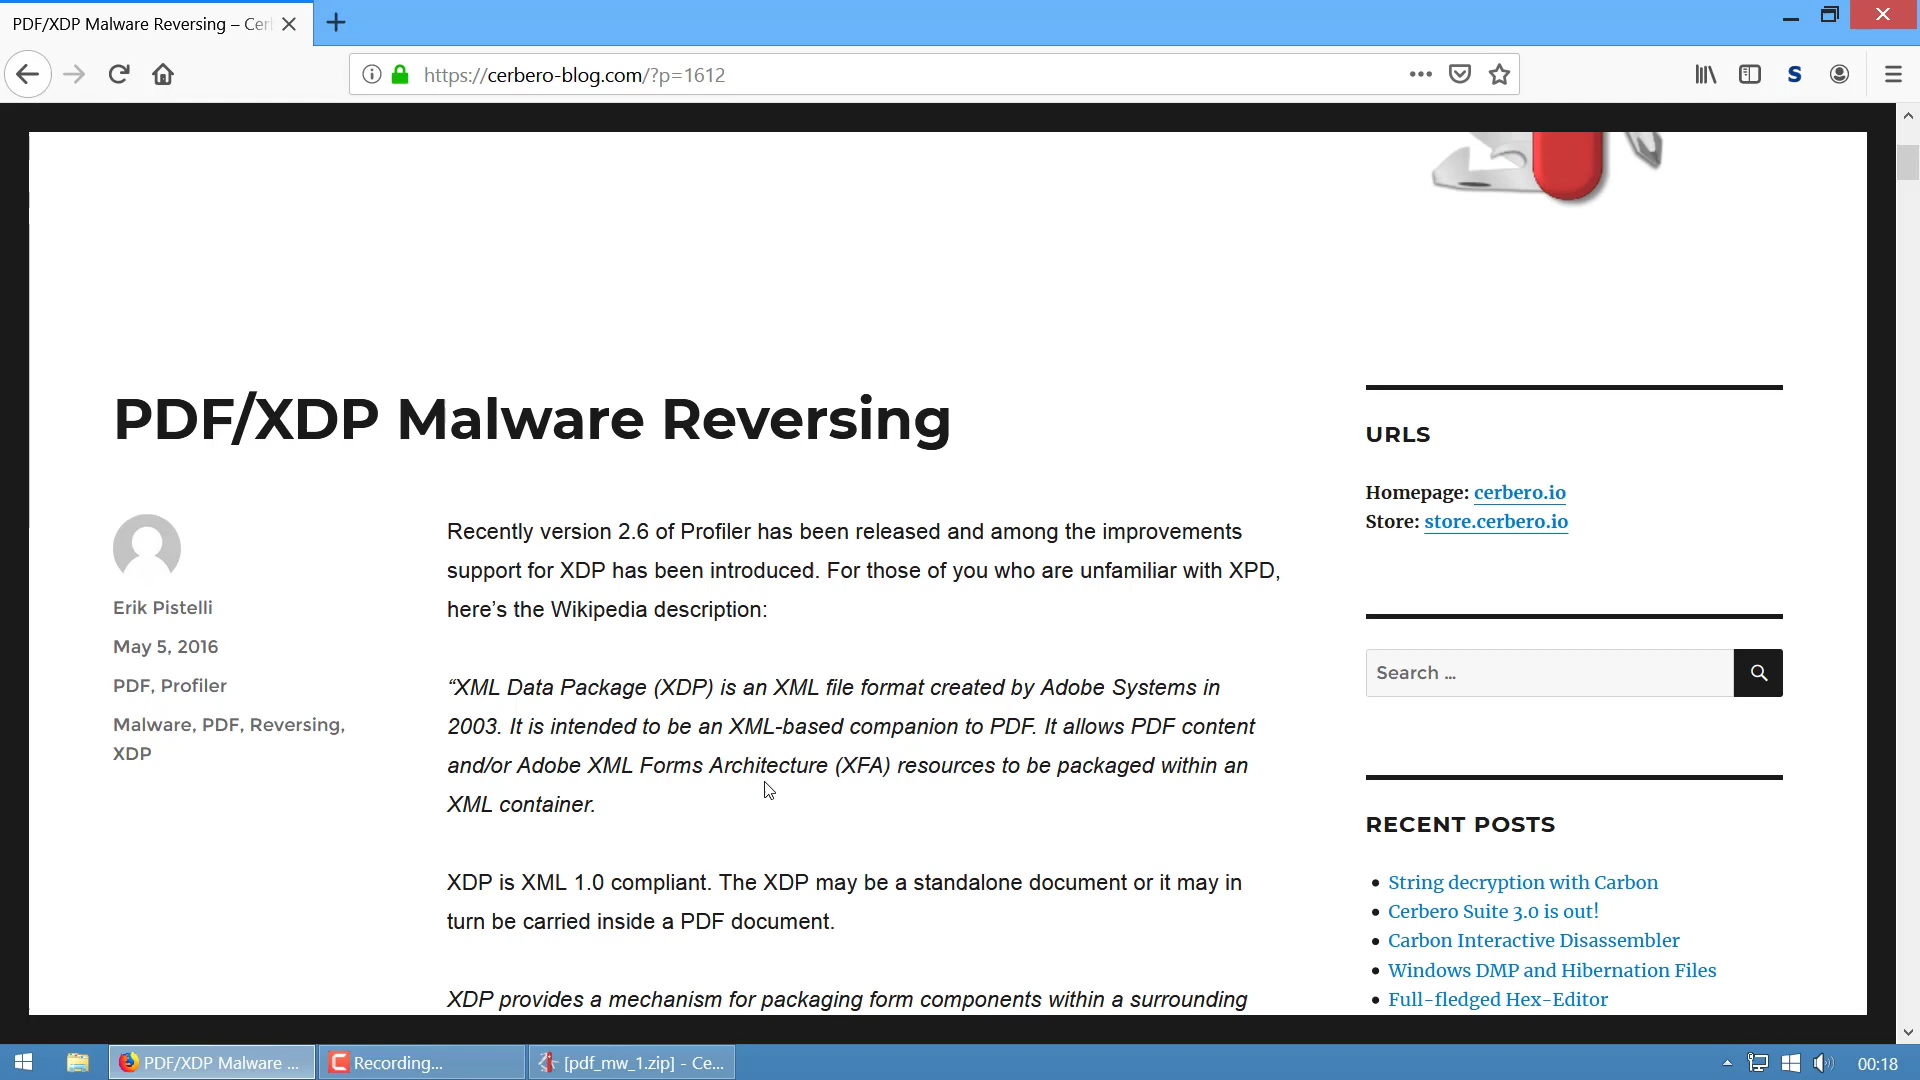 PDF/XDP Malware Reversing – Cer
https://cerbero-blog.com/?p=1612
S
PDF/XDP Malware Reversing
Erik Pistelli
May 5, 2016
PDF, Profiler
Malware, PDF, Reversing,
XDP
Recently version 2.6 of Profiler has been released and among the improvements
support for XDP has been introduced. For those of you who are unfamiliar with XPD,
here’s the Wikipedia description:
“XML Data Package (XDP) is an XML file format created by Adobe Systems in
2003. It is intended to be an XML-based companion to PDF. It allows PDF content
and/or Adobe XML Forms Architecture (XFA) resources to be packaged within an
XML container.
XDP is XML 1.0 compliant. The XDP may be a standalone document or it may in
turn be carried inside a PDF document.
XDP provides a mechanism for packaging form components within a surrounding
URLS
Homepage: cerbero.io
Store: store.cerbero.io
Search …
RECENT POSTS
String decryption with Carbon
Cerbero Suite 3.0 is out!
Carbon Interactive Disassembler
Windows DMP and Hibernation Files
Full-fledged Hex-Editor
PDF/XDP Malware ...
Recording...
[pdf_mw_1.zip] - Ce...
00:18